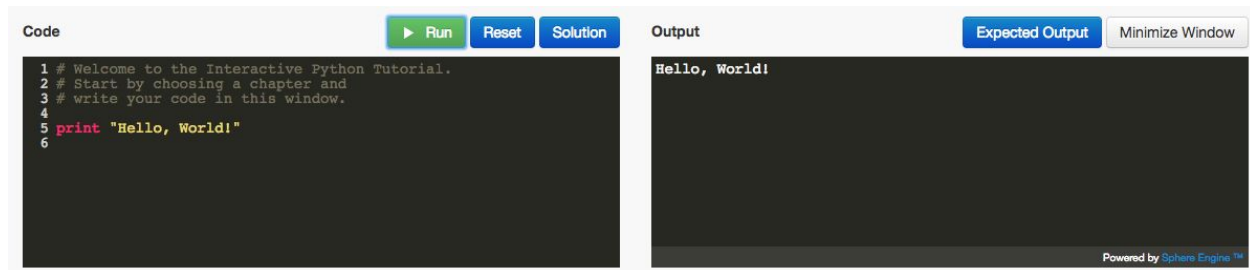 Code
Run
Reset
Solution
Output
Expected Output
Minimize Window
1 # Welcome to the Interactive Python Tutorial.
2 # Start by choosing a chapter and
3 # write your code in this window.
4
5 print "Hello, World!"
6
Hello, World!
Powered by Sphere Engine ™